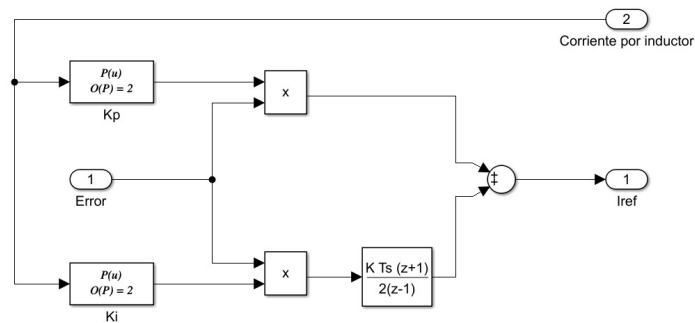 2
Corriente por inductor
P(u)
O(P) = 2
Kp
x
1
Error
1
Iref
P(u)
O(P) = 2
Ki
x
K Ts (z+1)
2(z-1)